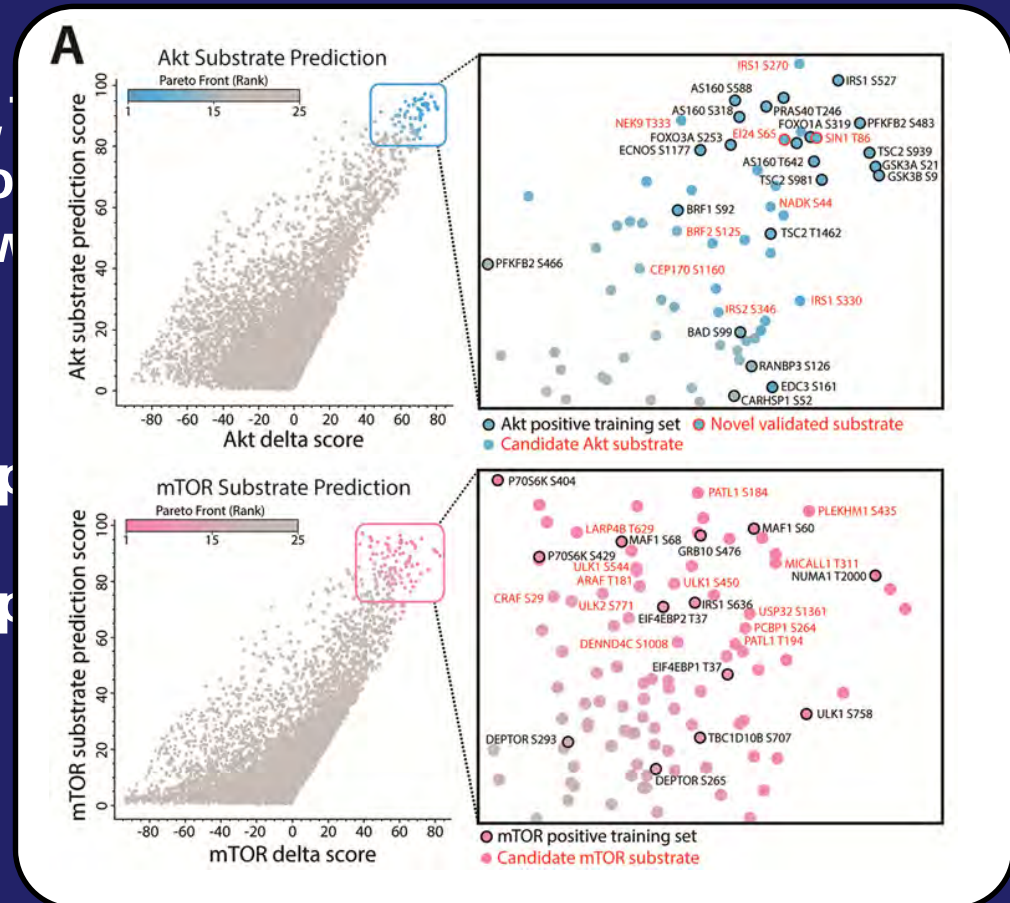 A
Akt Substrate Prediction
Pareto Front (Rank)
1 15 25
Akt substrate prediction score
100
80
60
40
20
0
-80 -60 -40 -20 0 20 40 60 80
Akt delta score
IRS1 S270
IRS1 S527
AS160 S588
AS160 S318
PRAS40 T246
NEK9 T333
FOXO1A S319
PFKFB2 S483
EI24 S65
SIN1 T86
FOXO3A S253
ECNOS S1177
TSC2 S939
AS160 T642
GSK3A S21
GSK3B S9
TSC2 S981
NADK S44
BRF1 S92
BRF2 S125
TSC2 T1462
PFKFB2 S466
CEP170 S1160
IRS1 S330
IRS2 S346
BAD S99
RANBP3 S126
EDC3 S161
CARHSP1 S52
Akt positive training set Novel validated substrate
Candidate Akt substrate
mTOR Substrate Prediction
Pareto Front (Rank)
1 15 25
mTOR substrate prediction score
100
80
60
40
20
0
-80 -60 -40 -20 0 20 40 60 80
mTOR delta score
P70S6K S404
PATL1 S184
PLEKHM1 S435
LARP4B T629
MAF1 S60
MAF1 S68
GRB10 S476
P70S6K S429
ULK1 S544
MICALL1 T311
NUMA1 T2000
ARAF T181
ULK1 S450
CRAF S29
ULK2 S771
IRS1 S636
USP32 S1361
EIF4EBP2 T37
PCBP1 S264
DENND4C S1008
PATL1 T194
EIF4EBP1 T37
ULK1 S758
DEPTOR S293
TBC1D10B S707
DEPTOR S265
mTOR positive training set
Candidate mTOR substrate